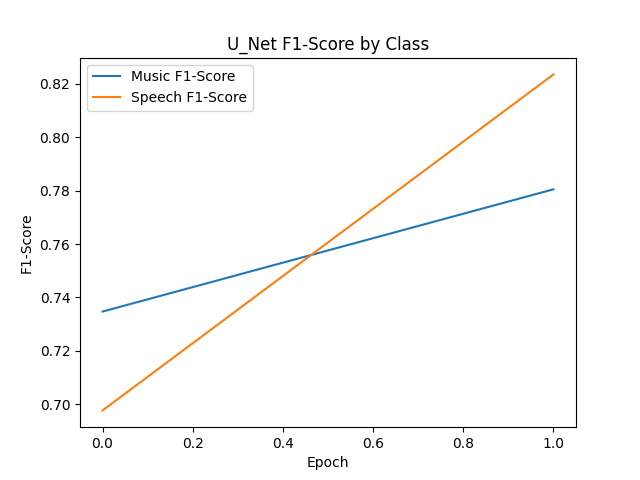 U_Net F1-Score by Class
Music F1-Score
Speech F1-Score
F1-Score
0.82
0.80
0.78
0.76
0.74
0.72
0.70
0.0 0.2 0.4 0.6 0.8 1.0
Epoch